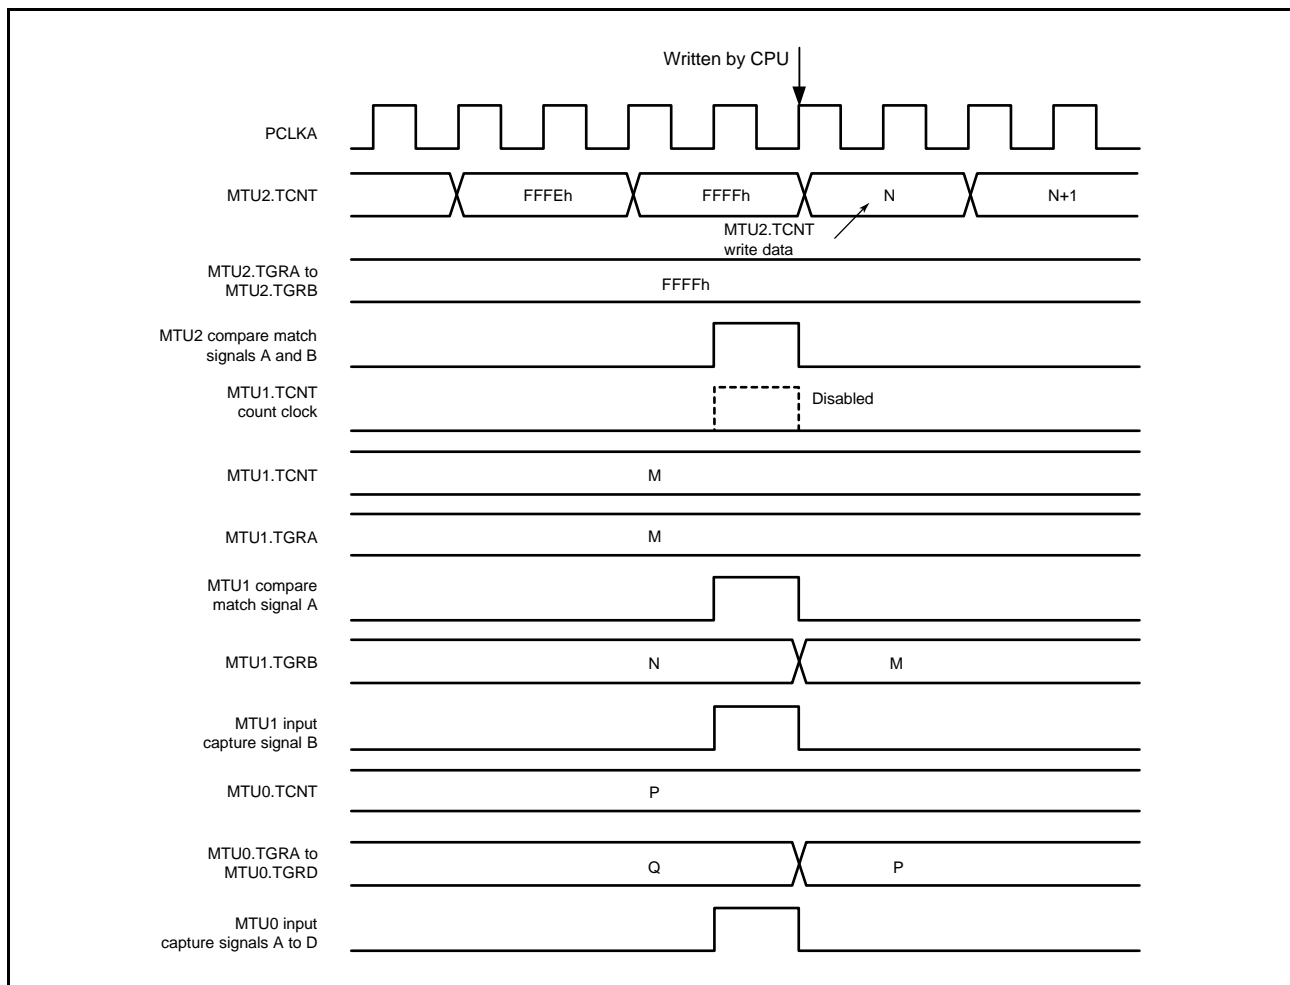 Written by CPU
PCLKA
MTU2.TCNT
FFFEh
FFFFh
N
N+1
MTU2.TCNT
write data
MTU2.TGRA to
MTU2.TGRB
FFFFh
MTU2 compare match
signals A and B
MTU1.TCNT
count clock
Disabled
MTU1.TCNT
M
MTU1.TGRA
M
MTU1 compare
match signal A
MTU1.TGRB
N
M
MTU1 input
capture signal B
MTU0.TCNT
P
MTU0.TGRA to
MTU0.TGRD
Q
P
MTU0 input
capture signals A to D